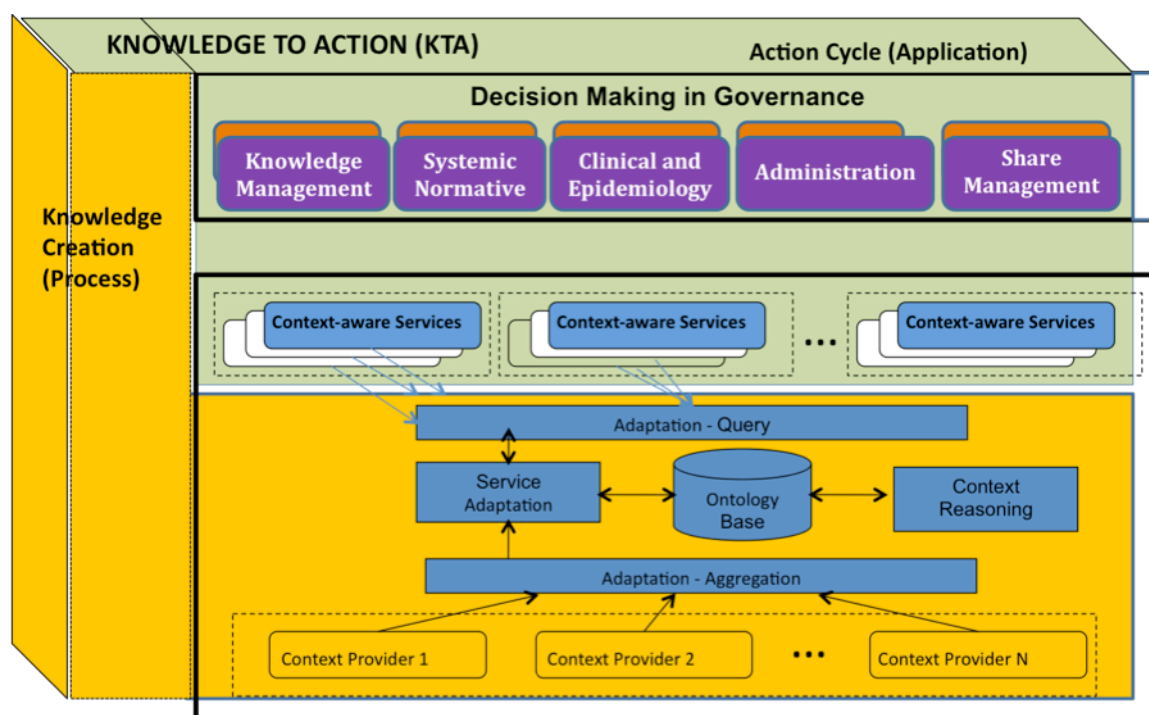 KNOWLEDGE TO ACTION (KTA)
Action Cycle (Application)
Decision Making in Governance
Knowledge
Management
Systemic
Normative
Clinical and
Epidemiology
Administration
Share
Management
Knowledge
Creation
(Process)
Context-aware Services
Context-aware Services
...
Context-aware Services
Adaptation - Query
Service
Adaptation
Ontology
Base
Context
Reasoning
Adaptation - Aggregation
Context Provider 1
Context Provider 2
...
Context Provider N